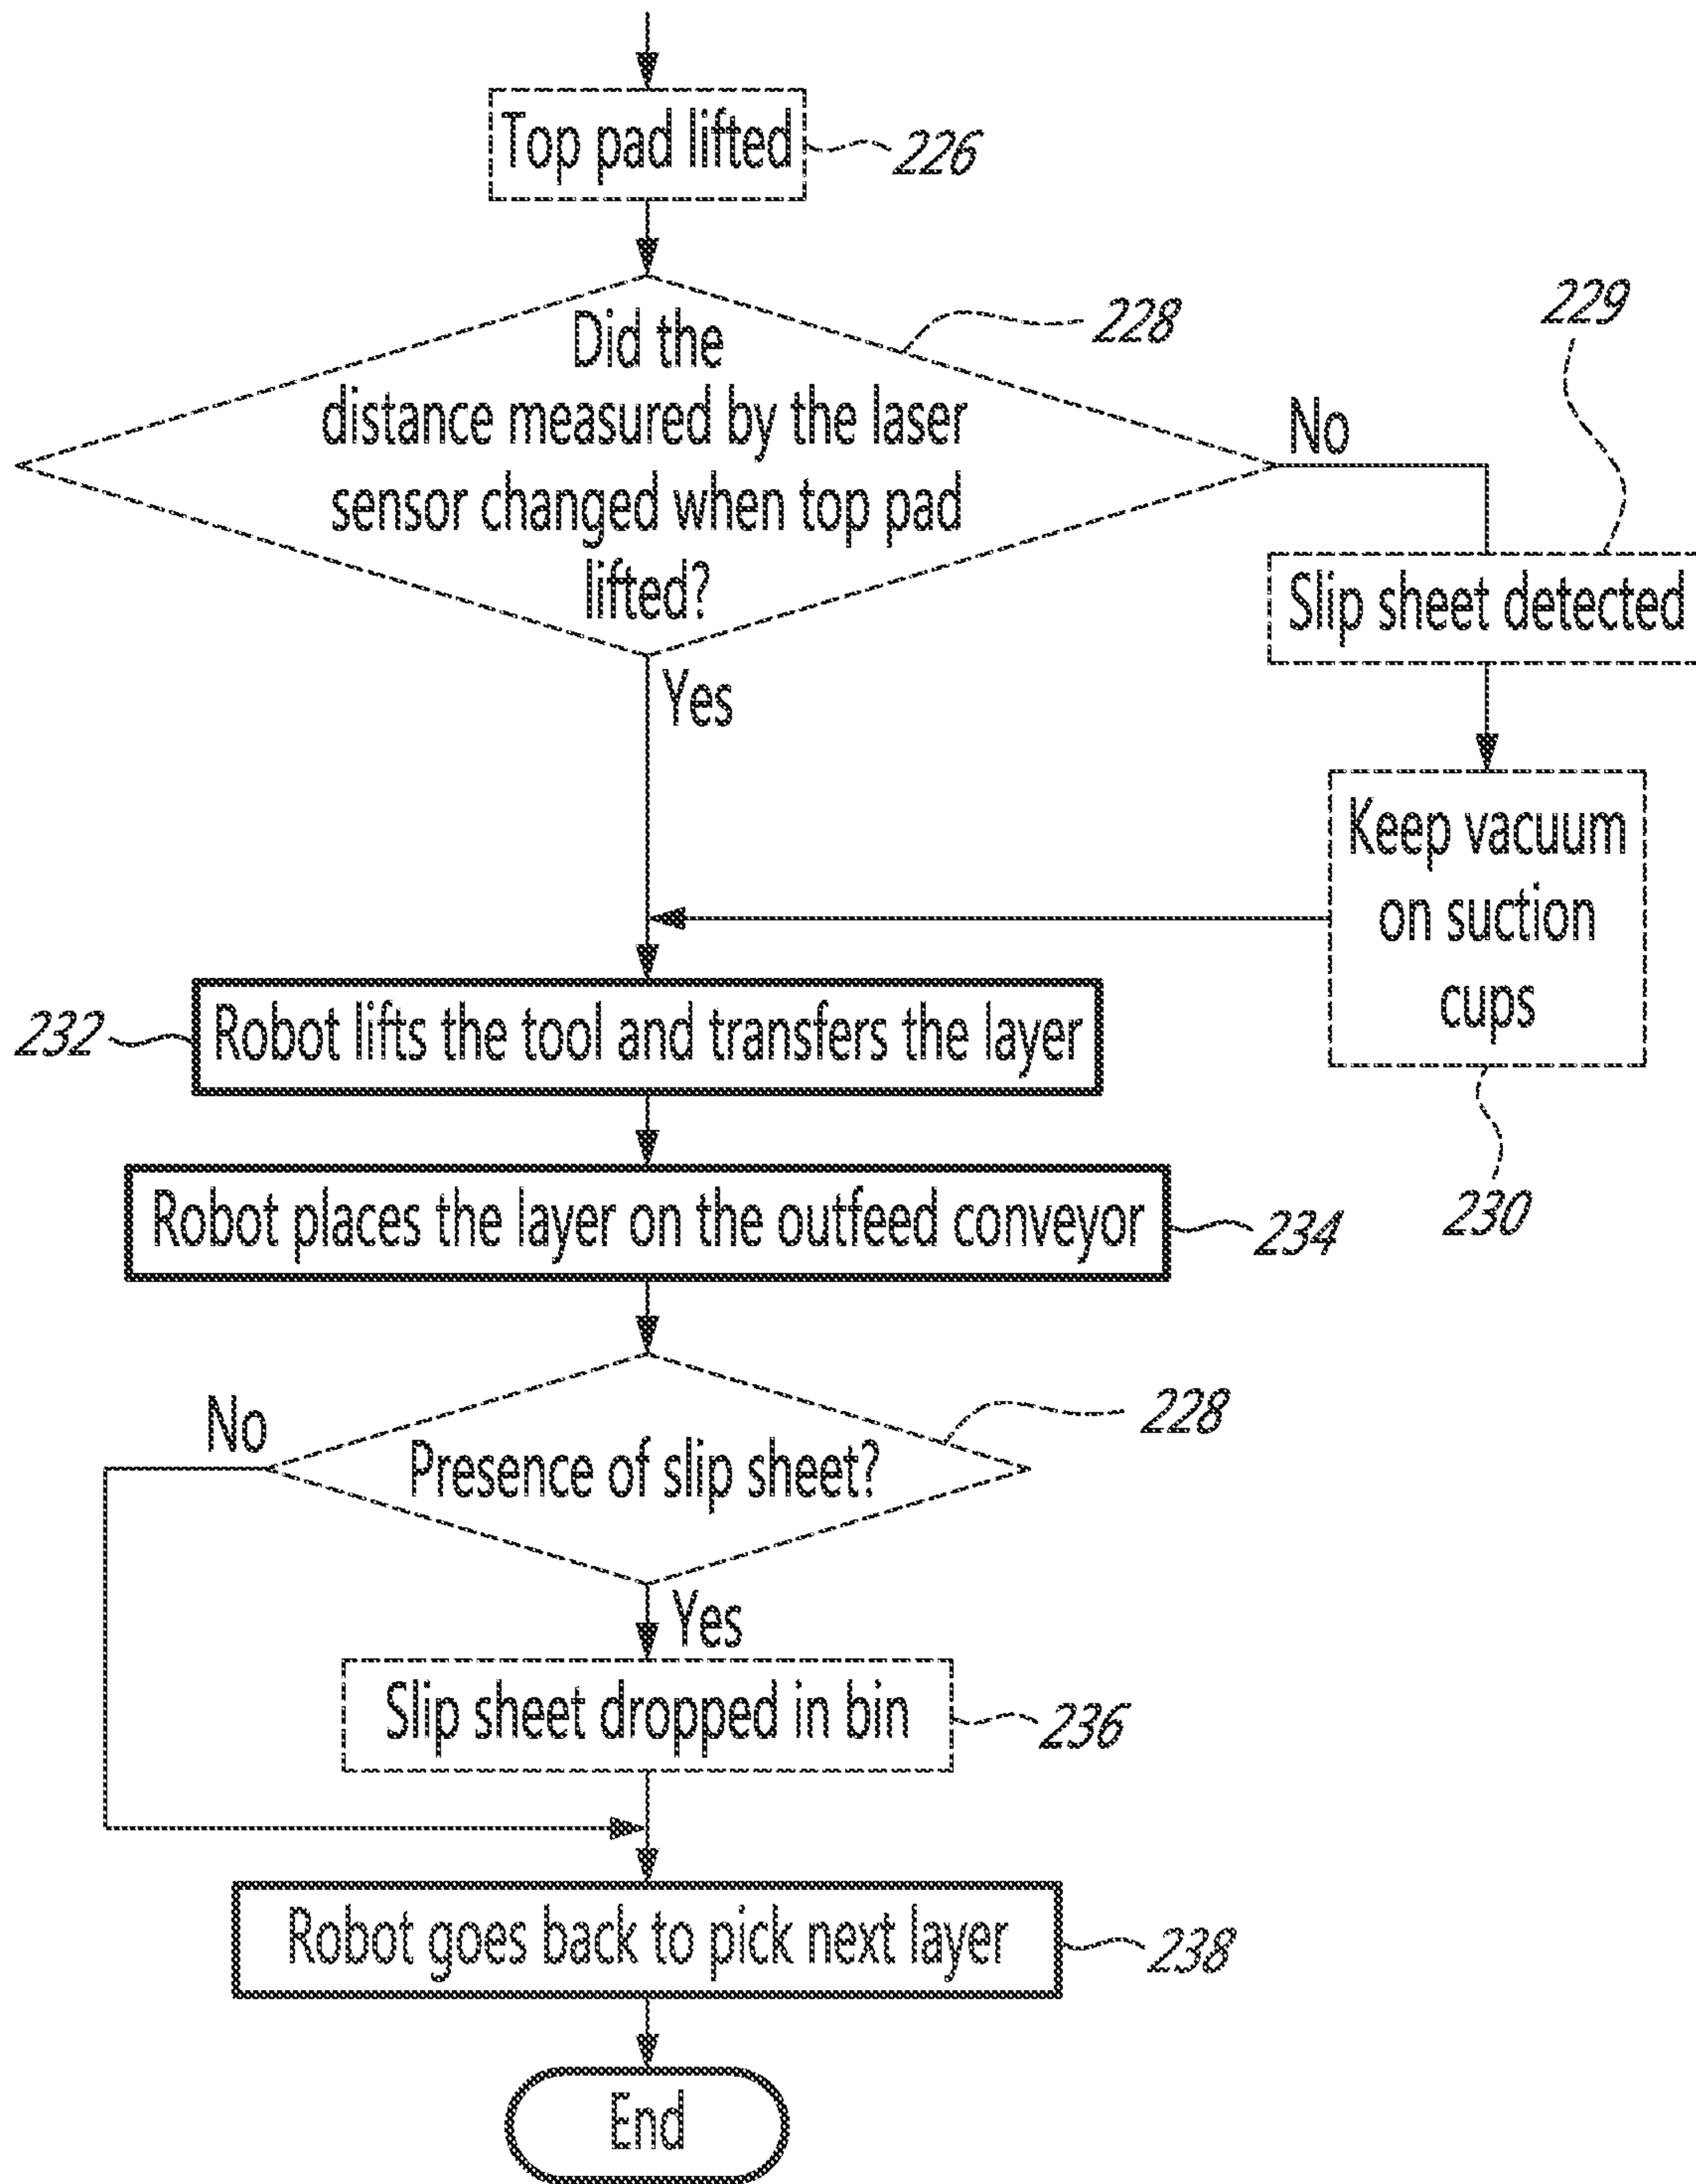 Top pad lifted
226
Did the
distance measured by the laser
sensor changed when top pad
lifted?
228
No
229
Slip sheet detected
Yes
Keep vacuum
on suction
cups
230
232
Robot lifts the tool and transfers the layer
Robot places the layer on the outfeed conveyor
234
No
Presence of slip sheet?
228
Yes
Slip sheet dropped in bin
236
Robot goes back to pick next layer
238
End